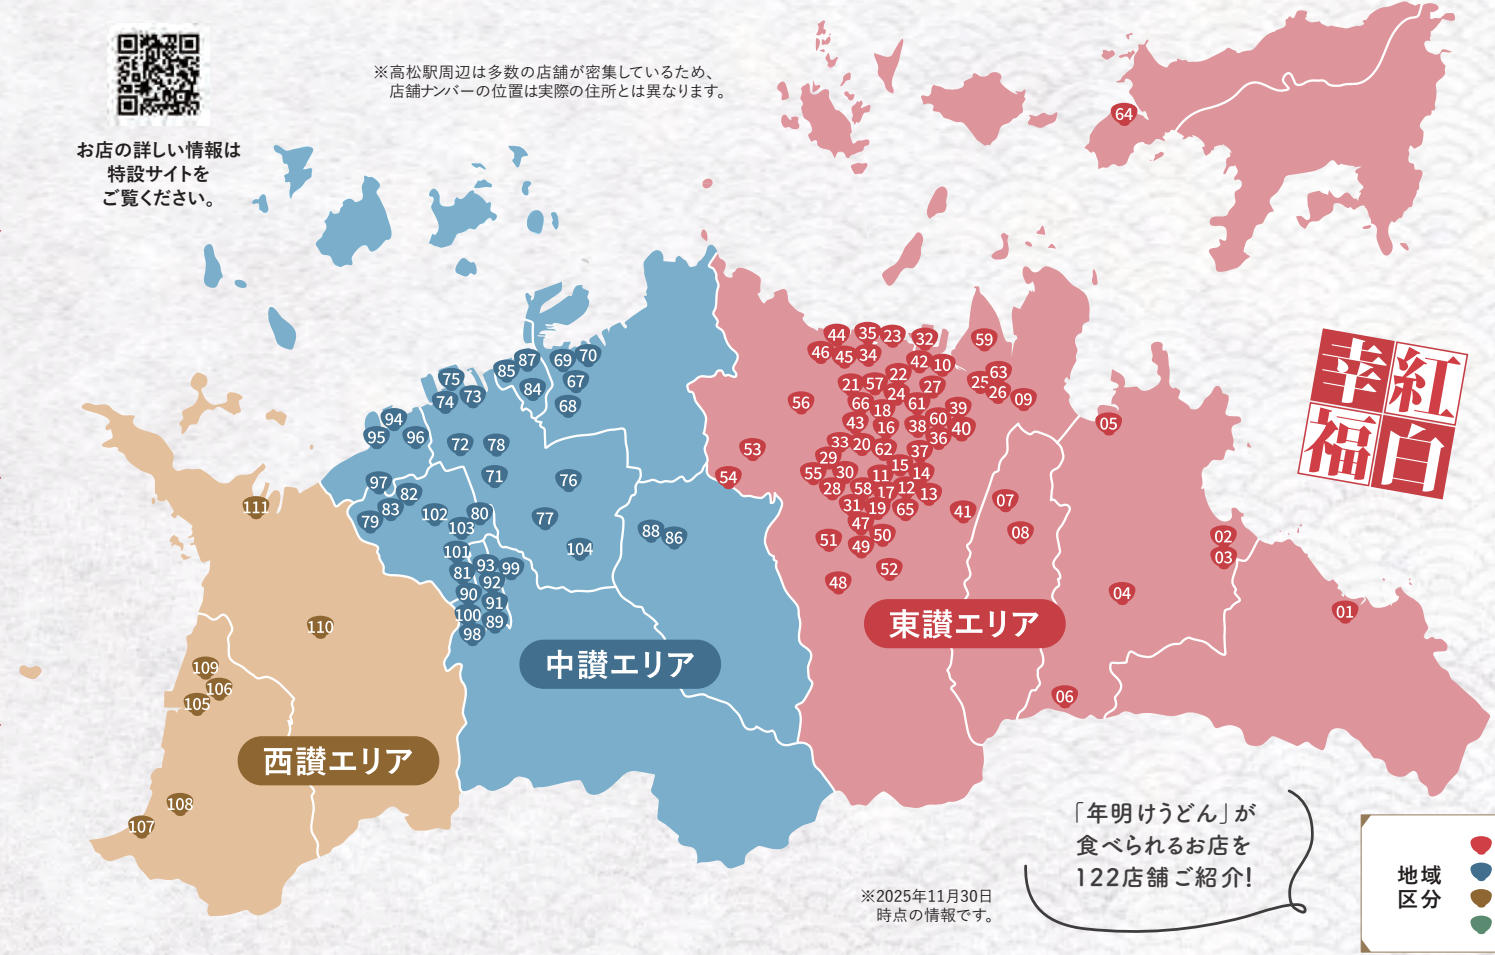 お店の詳しい情報は
特設サイトを
ご覧ください。
※高松駅周辺は多数の店舗が密集しているため、
店舗ナンバーの位置は実際の住所とは異なります。
64
44 35 23 32 59
46 45 34 42 10
22 63
21 57 24 27 25 26
56 66 18 61 39 09
43 16 38 60 40 05
33 20 62 37 36
53 29 15
54 55 30 11 14
28 58 17 12 13
31 19 65 41 07
47 50 08 02
51 49 03
48 52 04
01
東讃エリア
06
87 69 70
85 67
75 84
74 73 68
94
95 96 72 78
71 76
97 82
83 102 80 77
79 103 88 86
101 104
81 93 99
92
90 91
100 89
98
中讃エリア
111
110
109
106
105
西讃エリア
108
107
紅白
幸福
「年明けうどん」が
食べられるお店を
122店舗ご紹介!
※2025年11月30日
時点の情報です。
地域
区分